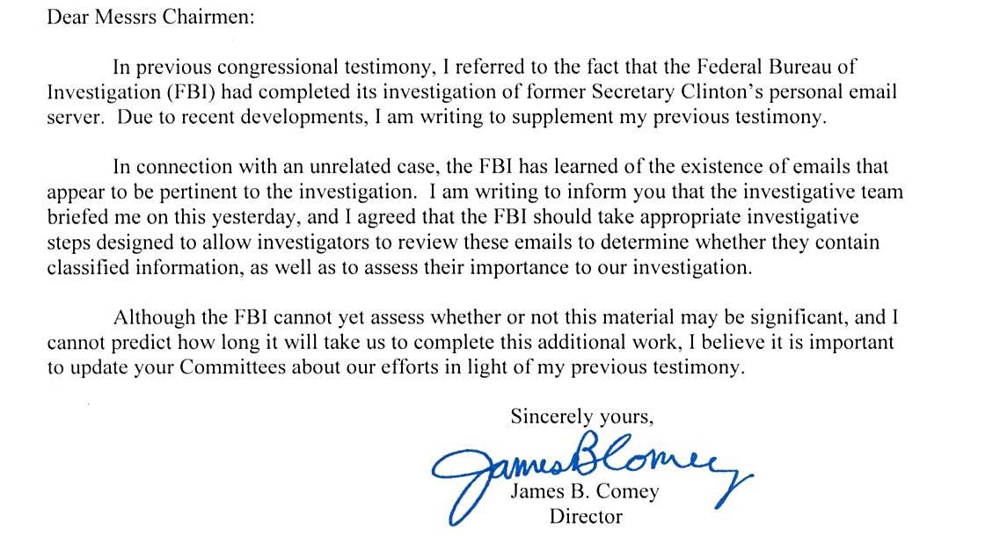 Dear Messrs Chairmen:
In previous congressional testimony, I referred to the fact that the Federal Bureau of
Investigation (FBI) had completed its investigation of former Secretary Clinton's personal email
server.  Due to recent developments, I am writing to supplement my previous testimony.
In connection with an unrelated case, the FBI has learned of the existence of emails that
appear to be pertinent to the investigation.  I am writing to inform you that the investigative team
briefed me on this yesterday, and I agreed that the FBI should take appropriate investigative
steps designed to allow investigators to review these emails to determine whether they contain
classified information, as well as to assess their importance to our investigation.
Although the FBI cannot yet assess whether or not this material may be significant, and I
cannot predict how long it will take us to complete this additional work, I believe it is important
to update your Committees about our efforts in light of my previous testimony.
Sincerely yours,
James B Comey
James B. Comey
Director